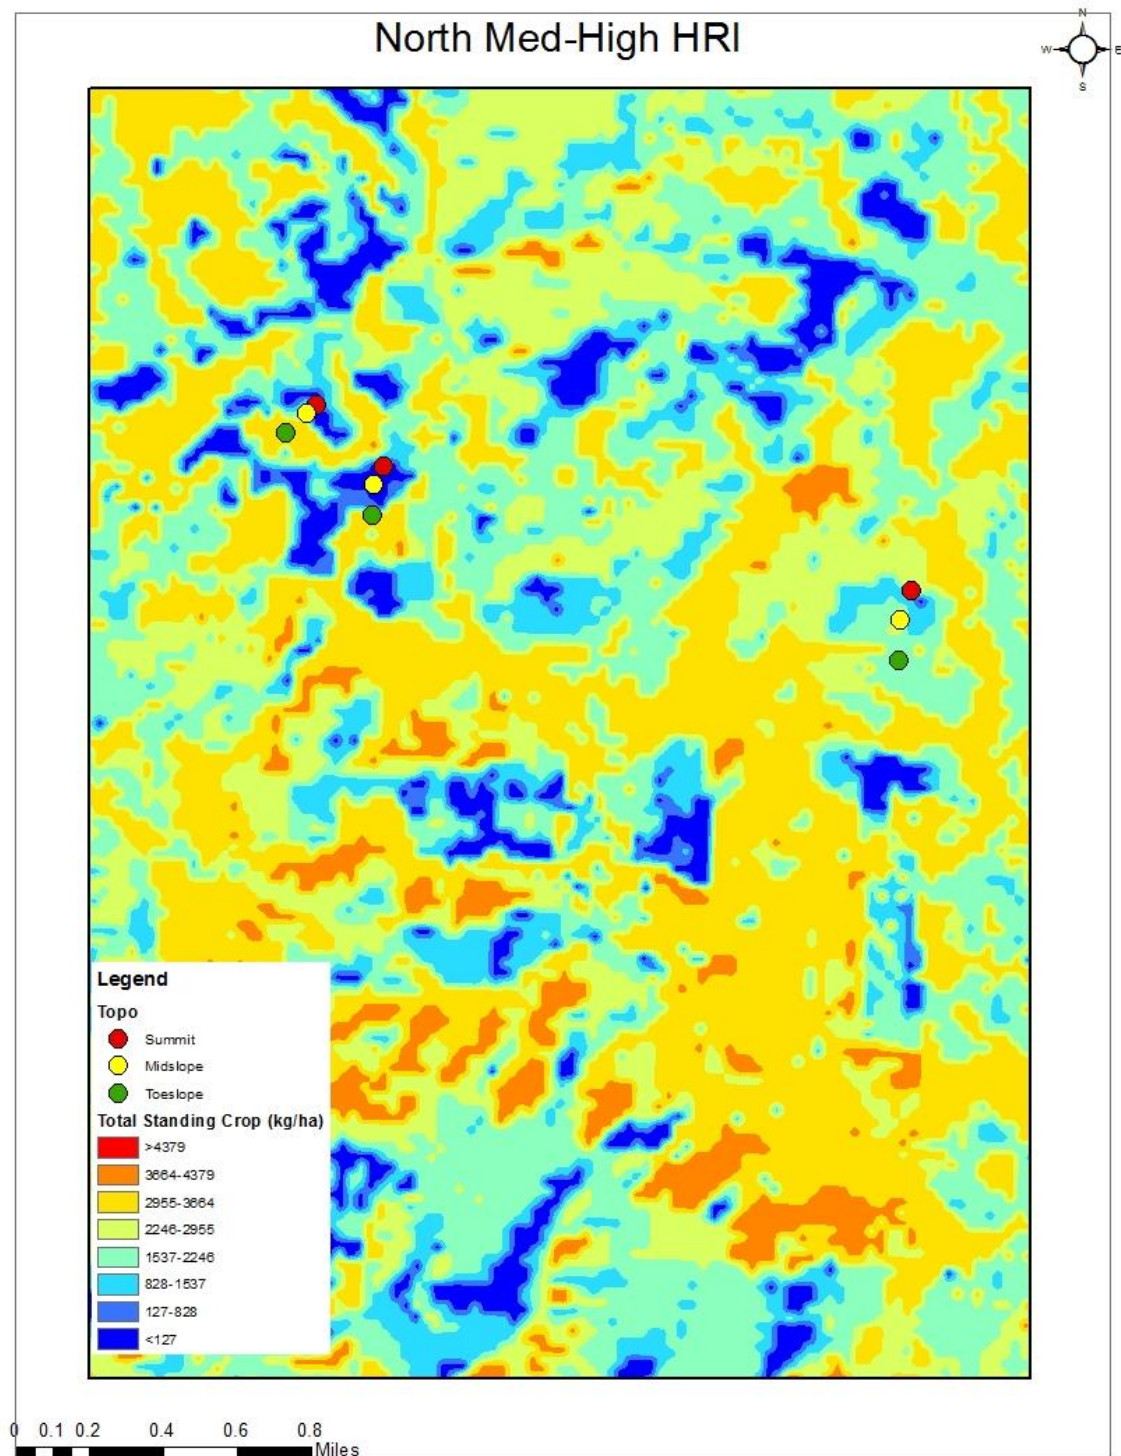 North Med-High HRI
N
W
E
S
Legend
Topo
Summit
Midslope
Toeslope
Total Standing Crop (kg/ha)
>4379
3664-4379
2955-3664
2246-2955
1537-2246
828-1537
127-828
<127
0 0.1 0.2 0.4 0.6 0.8
Miles